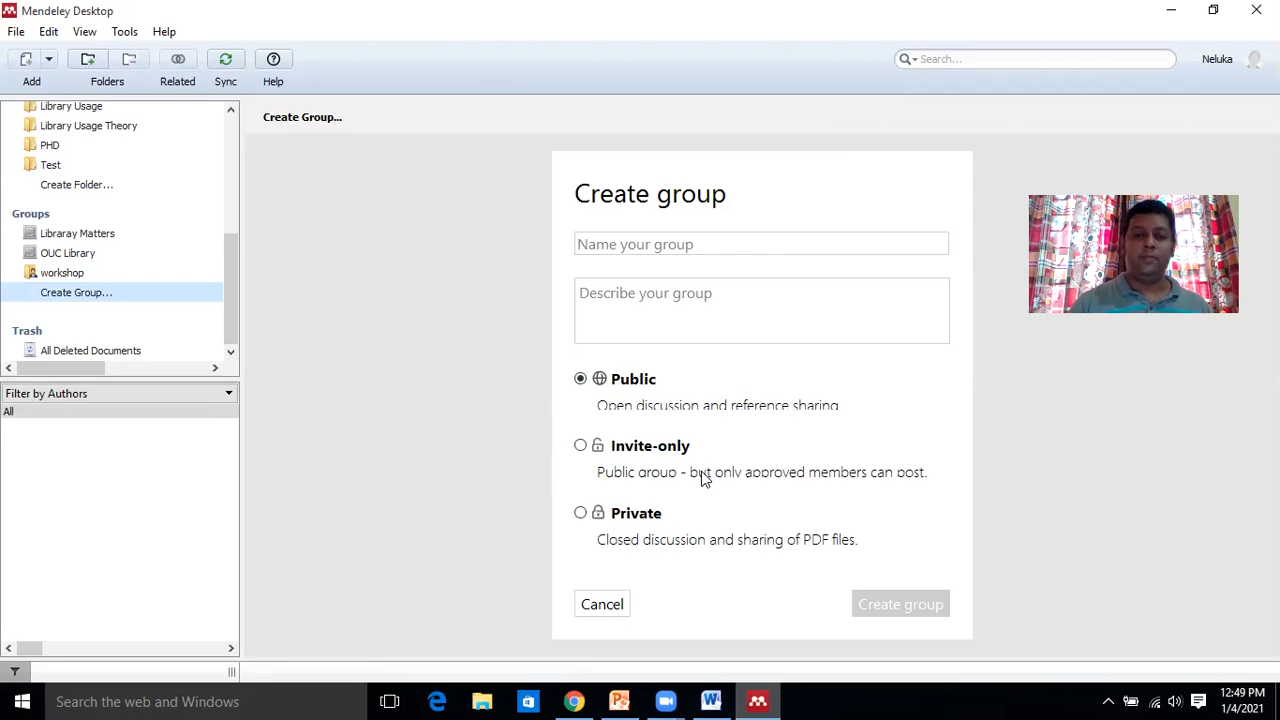 Mendeley Desktop
File Edit View Tools Help
Add Folders Related Sync Help
Search...
Neluka
Library Usage
Library Usage Theory
PHD
Test
Create Folder...
Groups
Libraray Matters
OUC Library
workshop
Create Group...
Trash
All Deleted Documents
Filter by Authors
All
Create Group...
Create group
Name your group
Describe your group
Public
Open discussion and reference sharing
Invite-only
Public group - but only approved members can post.
Private
Closed discussion and sharing of PDF files.
Cancel
Create group
Search the web and Windows
12:49 PM
1/4/2021